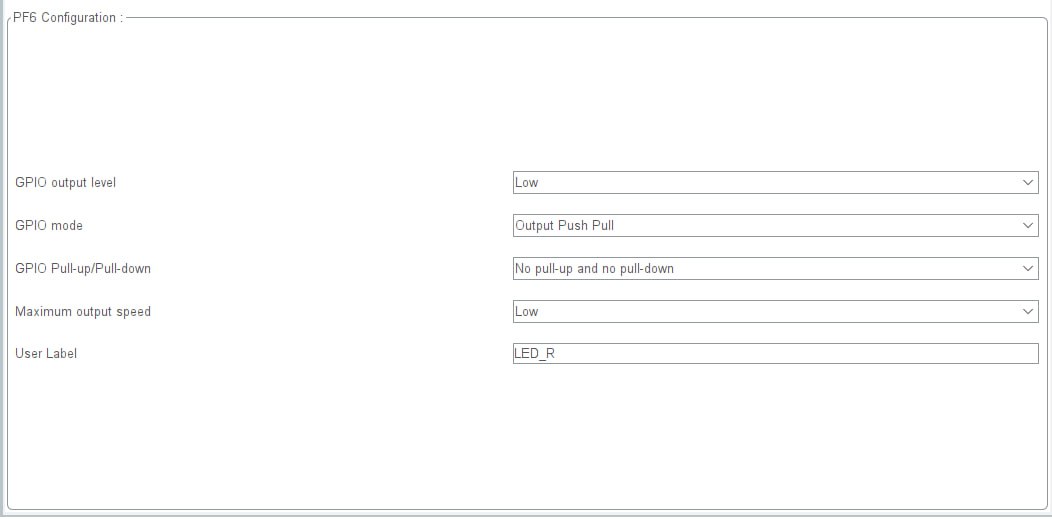 PF6 Configuration :
GPIO output level Low
GPIO mode Output Push Pull
GPIO Pull-up/Pull-down No pull-up and no pull-down
Maximum output speed Low
User Label LED_R